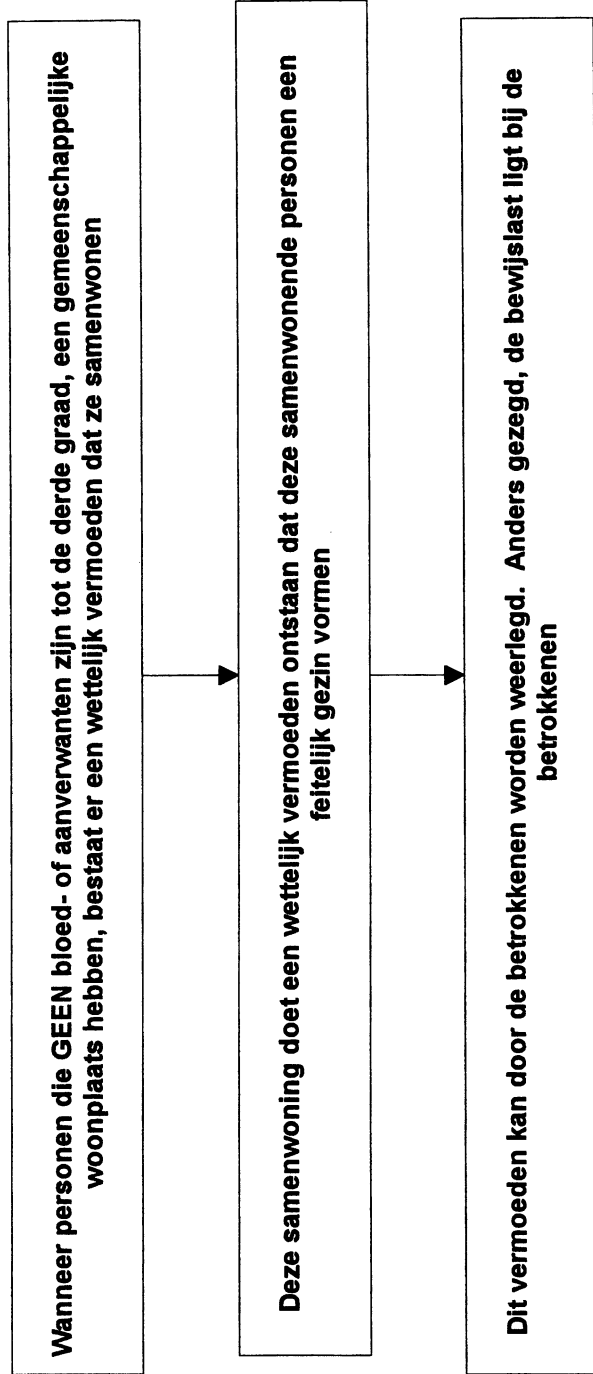 Wanneer personen die GEEN bloed- of aanverwanten zijn tot de derde graad, een gemeenschappelijke
woonplaats hebben, bestaat er een wettelijk vermoeden dat ze samenwonen
Deze samenwoning doet een wettelijk vermoeden ontstaan dat deze samenwonende personen een
feitelijk gezin vormen
Dit vermoeden kan door de betrokkenen worden weerlegd. Anders gezegd, de bewijslast ligt bij de
betrokkenen